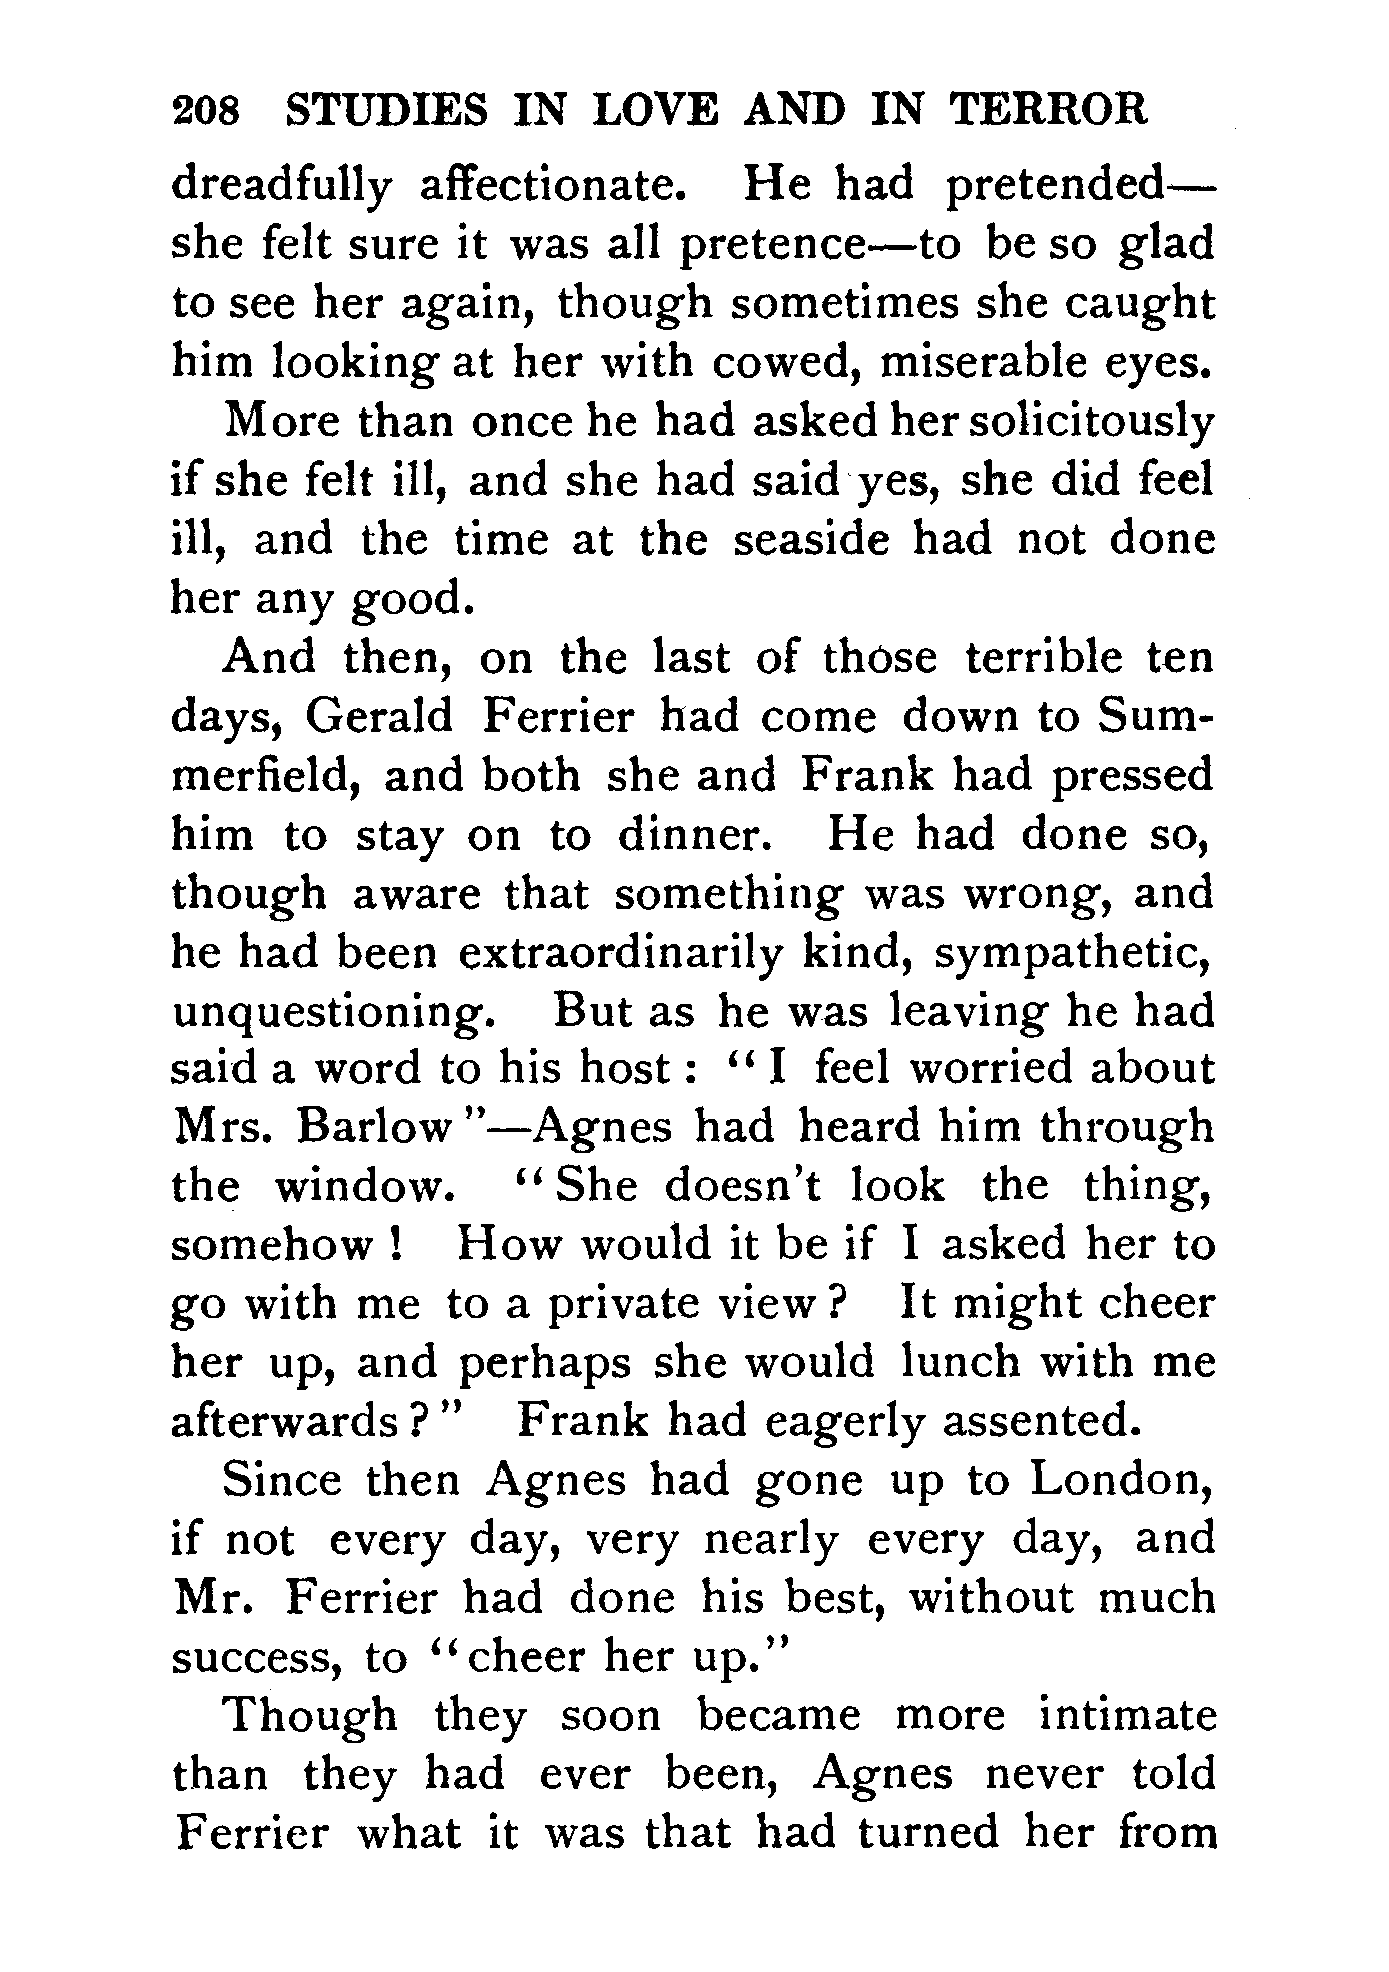 208 STUDIES IN LOVE AND IN TERROR
dreadfully affectionate. He had pretended—
she felt sure it was all pretence—to be so glad
to see her again, though sometimes she caught
him looking at her with cowed, miserable eyes.
More than once he had asked her solicitously
if she felt ill, and she had said yes, she did feel
ill, and the time at the seaside had not done
her any good.
And then, on the last of those terrible ten
days, Gerald Ferrier had come down to Sum-
merfield, and both she and Frank had pressed
him to stay on to dinner. He had done so,
though aware that something was wrong, and
he had been extraordinarily kind, sympathetic,
unquestioning. But as he was leaving he had
said a word to his host : “ I feel worried about
Mrs. Barlow ”—Agnes had heard him through
the window. “ She doesn’t look the thing,
somehow ! How would it be if I asked her to
go with me to a private view ? It might cheer
her up, and perhaps she would lunch with me
afterwards ? ” Frank had eagerly assented.
Since then Agnes had gone up to London,
if not every day, very nearly every day, and
Mr. Ferrier had done his best, without much
success, to “ cheer her up.”
Though they soon became more intimate
than they had ever been, Agnes never told
Ferrier what it was that had turned her from